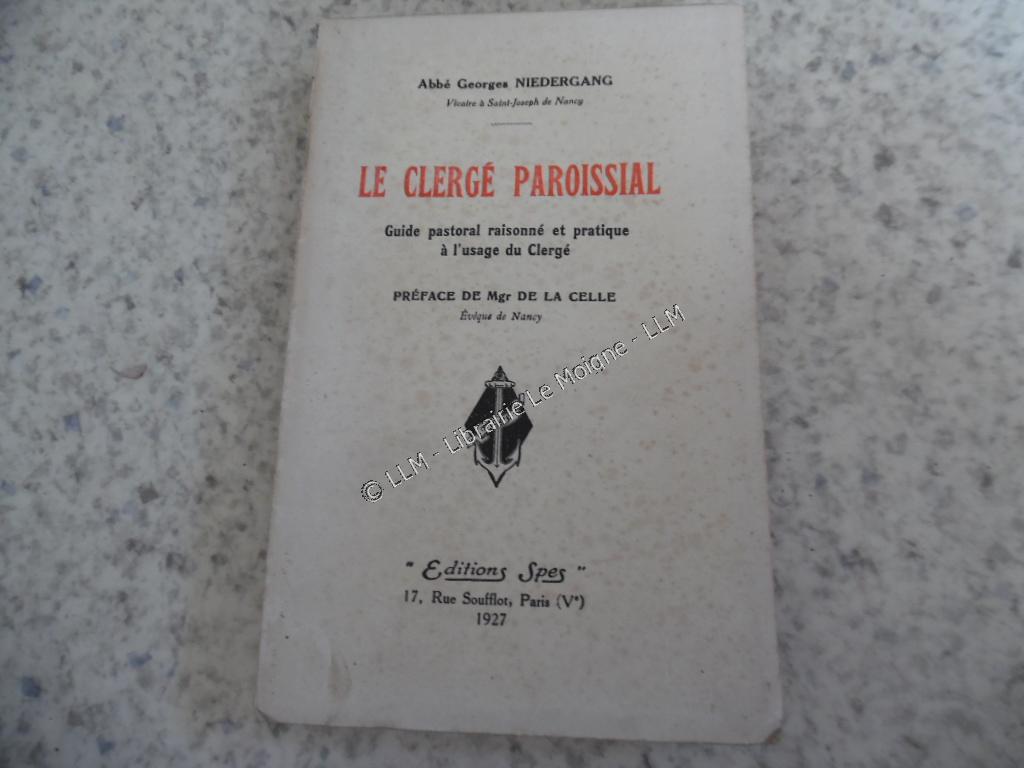 Abbé Georges NIEDERGANG
Vicaire à Saint-Joseph de Nancy
LE CLERGÉ PAROISSIAL
Guide pastoral raisonné et pratique
à l'usage du Clergé
PRÉFACE DE Mgr DE LA CELLE
Évêque de Nancy
© LLM - Librairie Le Moigne - LLM
" Editions Spes "
17, Rue Soufflot, Paris (Vᵉ)
1927